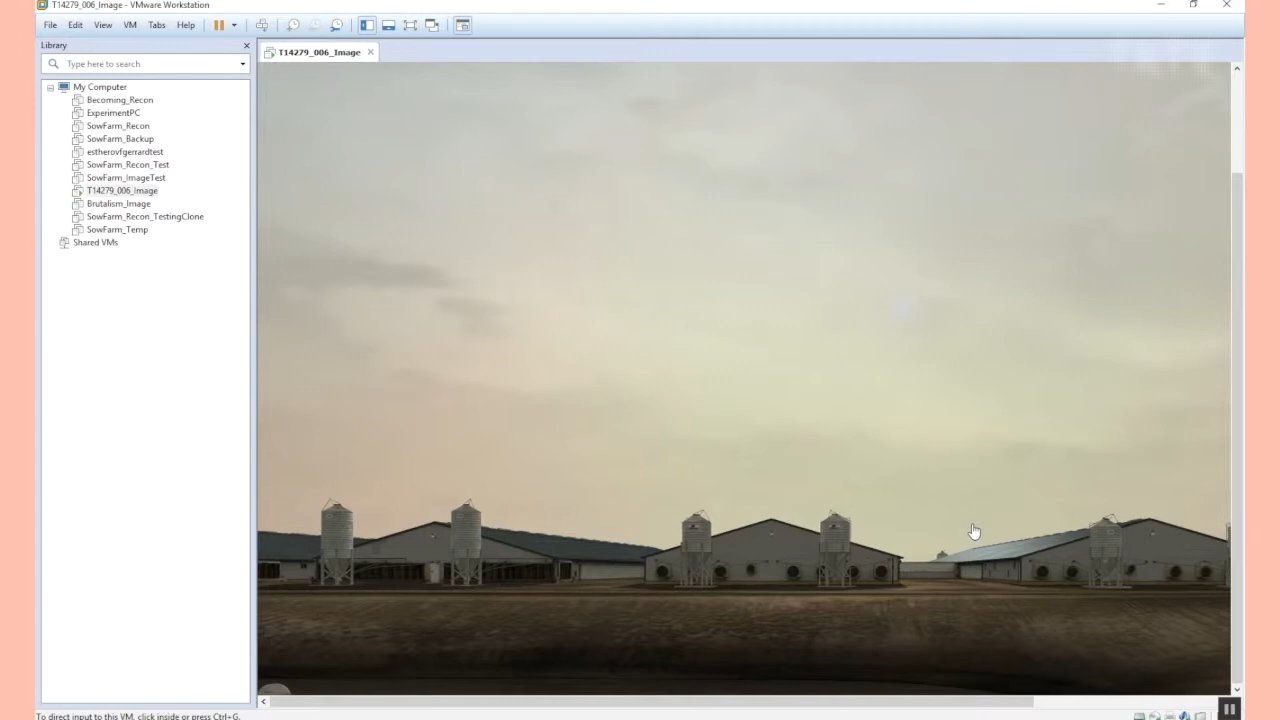 T14279_006_Image - VMware Workstation
File Edit View VM Tabs Help
Library
T14279_006_Image
Type here to search
My Computer
Becoming_Recon
ExperimentPC
SowFarm_Recon
SowFarm_Backup
estherovfgerrardtest
SowFarm_Recon_Test
SowFarm_ImageTest
T14279_006_Image
Brutalism_Image
SowFarm_Recon_TestingClone
SowFarm_Temp
Shared VMs
To direct input to this VM, click inside or press Ctrl+G.